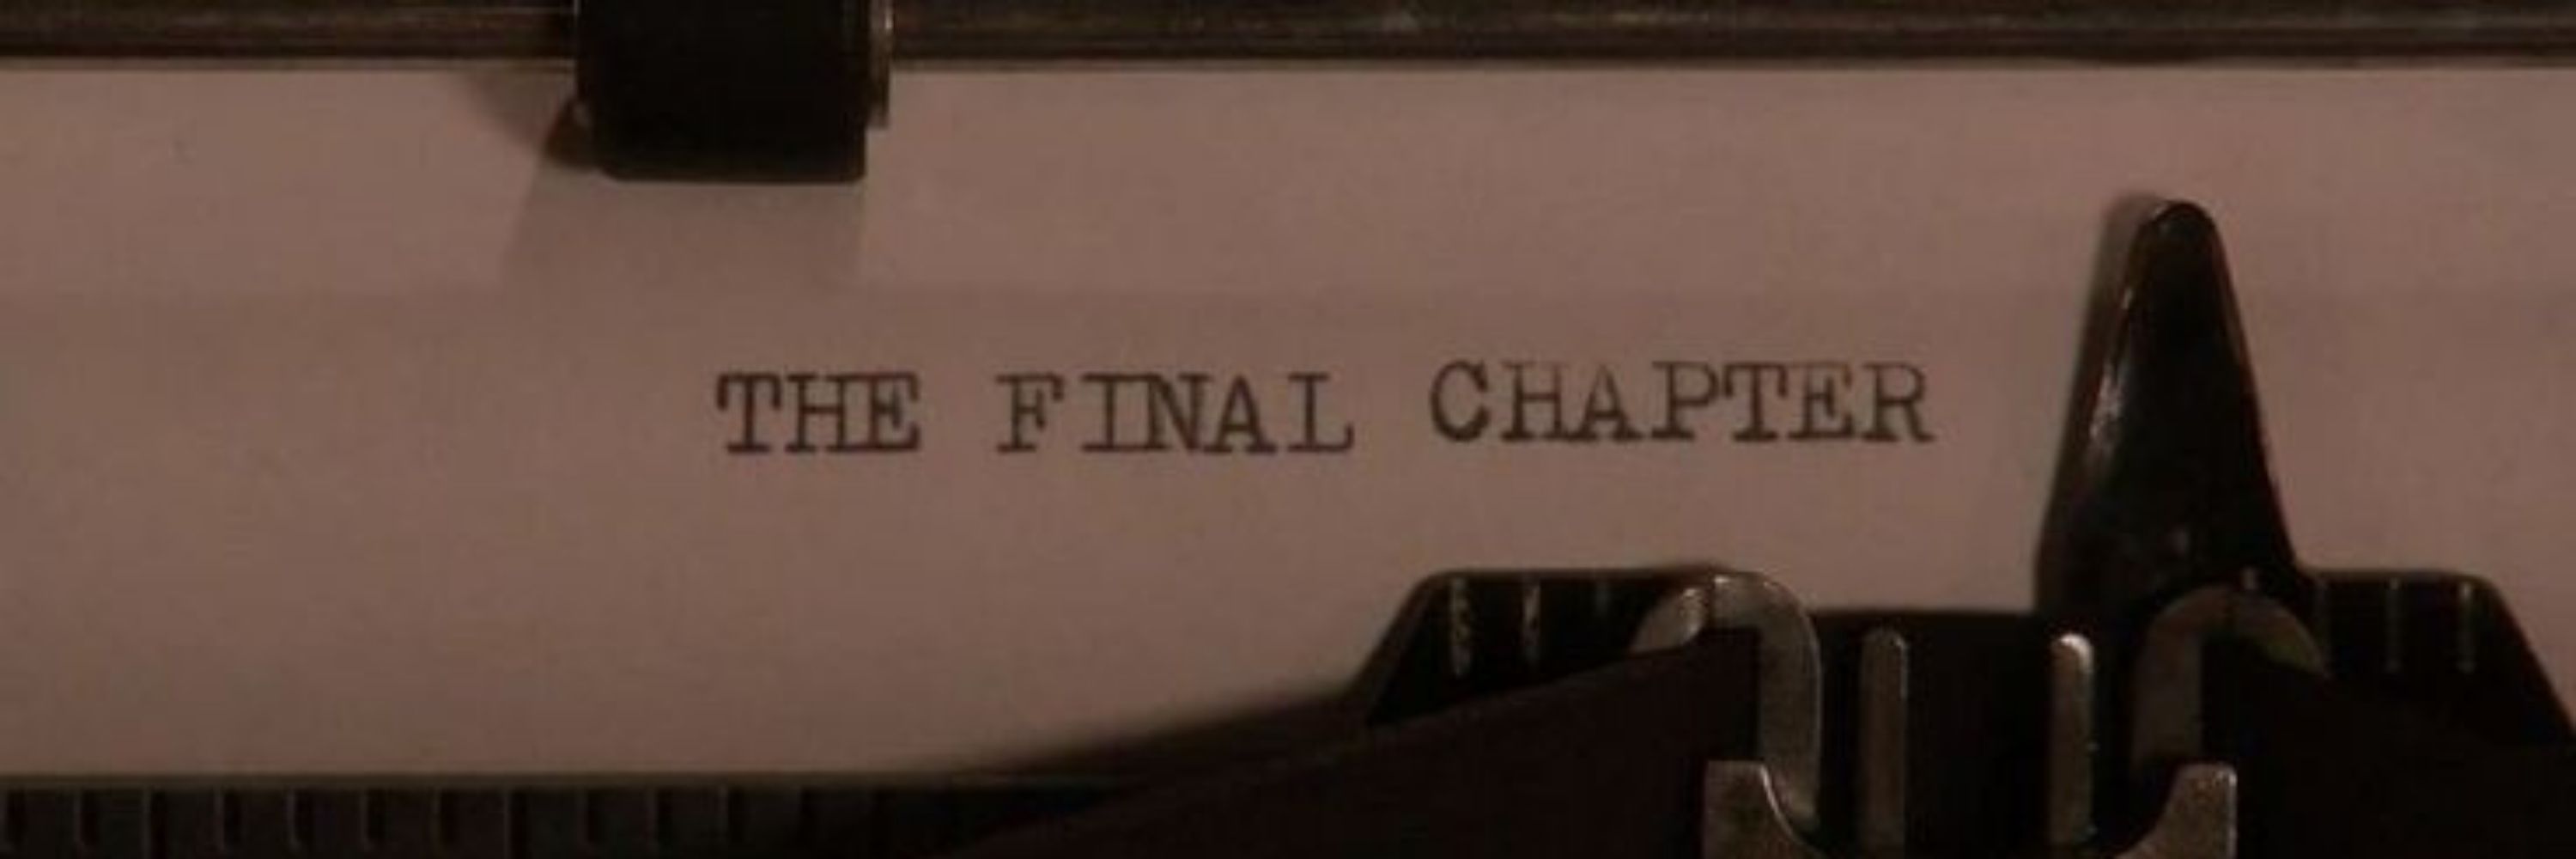 THE FINAL CHAPTER